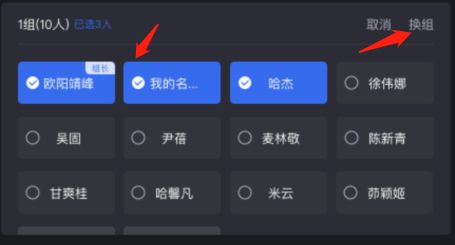 1组(10人) 已选3人 取消 换组
组长
欧阳靖峰 我的名... 哈杰 徐伟娜
吴固 尹蓓 麦林敬 陈新青
甘爽桂 哈馨凡 米云 茆颖姬